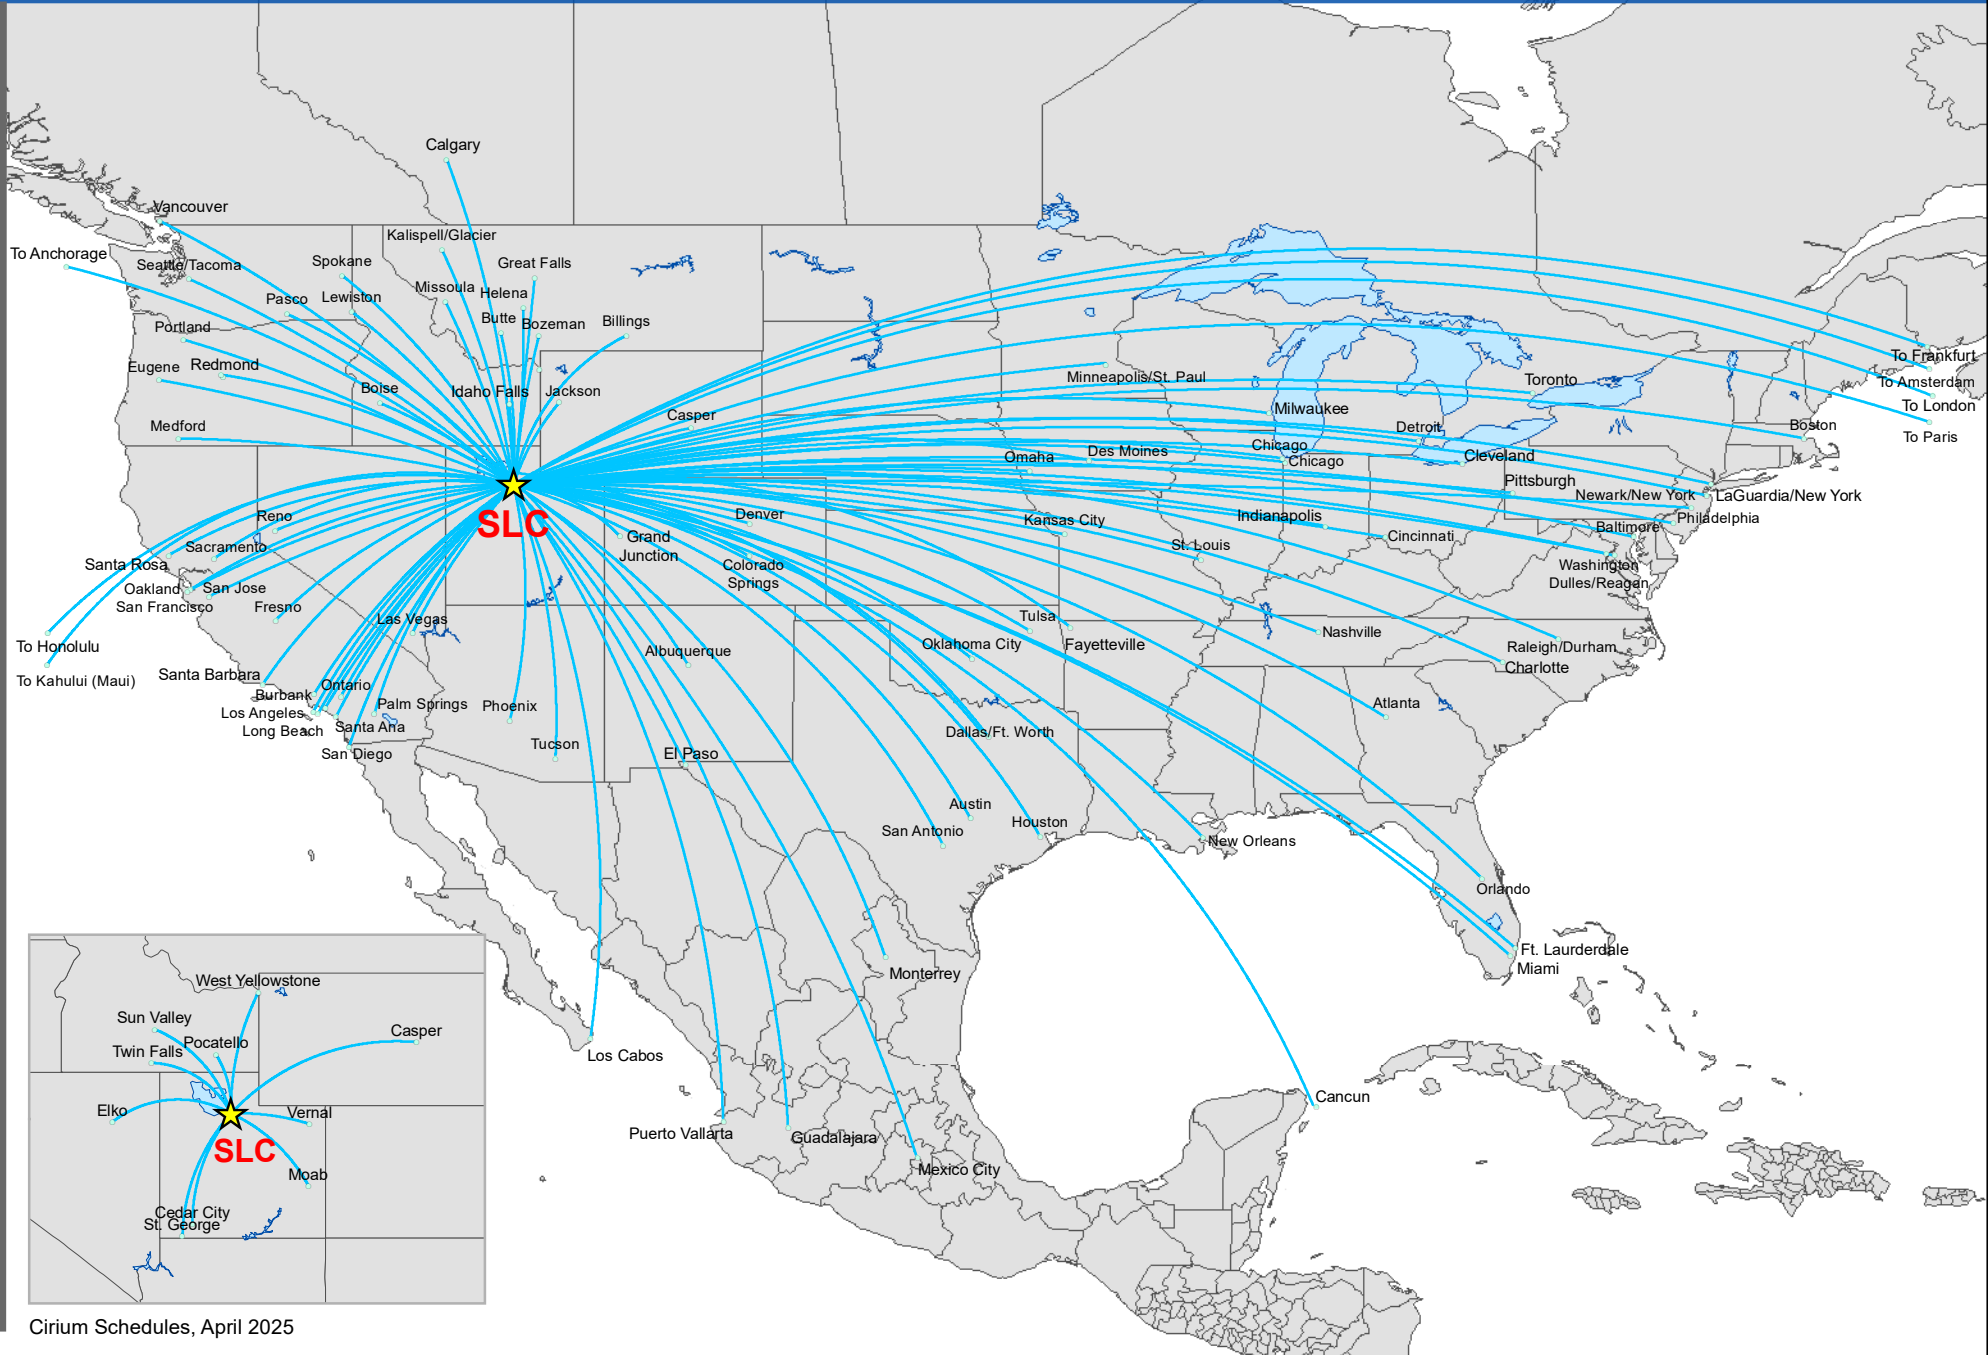 Calgary
Vancouver
Kalispell/Glacier
To Anchorage
Seattle/Tacoma
Spokane
Great Falls
Missoula
Helena
Pasco
Lewiston
Butte
Bozeman
Billings
Portland
Eugene
Redmond
Boise
Idaho Falls
Jackson
Casper
Medford
Minneapolis/St. Paul
Milwaukee
Toronto
Detroit
Chicago
Chicago
Cleveland
Boston
To Frankfurt
To Amsterdam
To London
To Paris
Omaha
Des Moines
Pittsburgh
Newark/New York
LaGuardia/New York
Philadelphia
Baltimore
Washington
Dulles/Reagan
SLC
Reno
Sacramento
Santa Rosa
Oakland
San Jose
San Francisco
Fresno
Las Vegas
Denver
Grand
Junction
Colorado
Springs
Kansas City
Indianapolis
St. Louis
Cincinnati
To Honolulu
To Kahului (Maui)
Santa Barbara
Burbank
Ontario
Los Angeles
Long Beach
Palm Springs
Santa Ana
San Diego
Phoenix
Tucson
Albuquerque
El Paso
Tulsa
Oklahoma City
Fayetteville
Nashville
Raleigh/Durham
Charlotte
Atlanta
Dallas/Ft. Worth
Austin
San Antonio
Houston
New Orleans
Orlando
Ft. Laurderdale
Miami
Monterrey
Los Cabos
Puerto Vallarta
Guadalajara
Mexico City
Cancun
West Yellowstone
Sun Valley
Pocatello
Twin Falls
Casper
Elko
Vernal
SLC
Moab
Cedar City
St. George
Cirium Schedules, April 2025